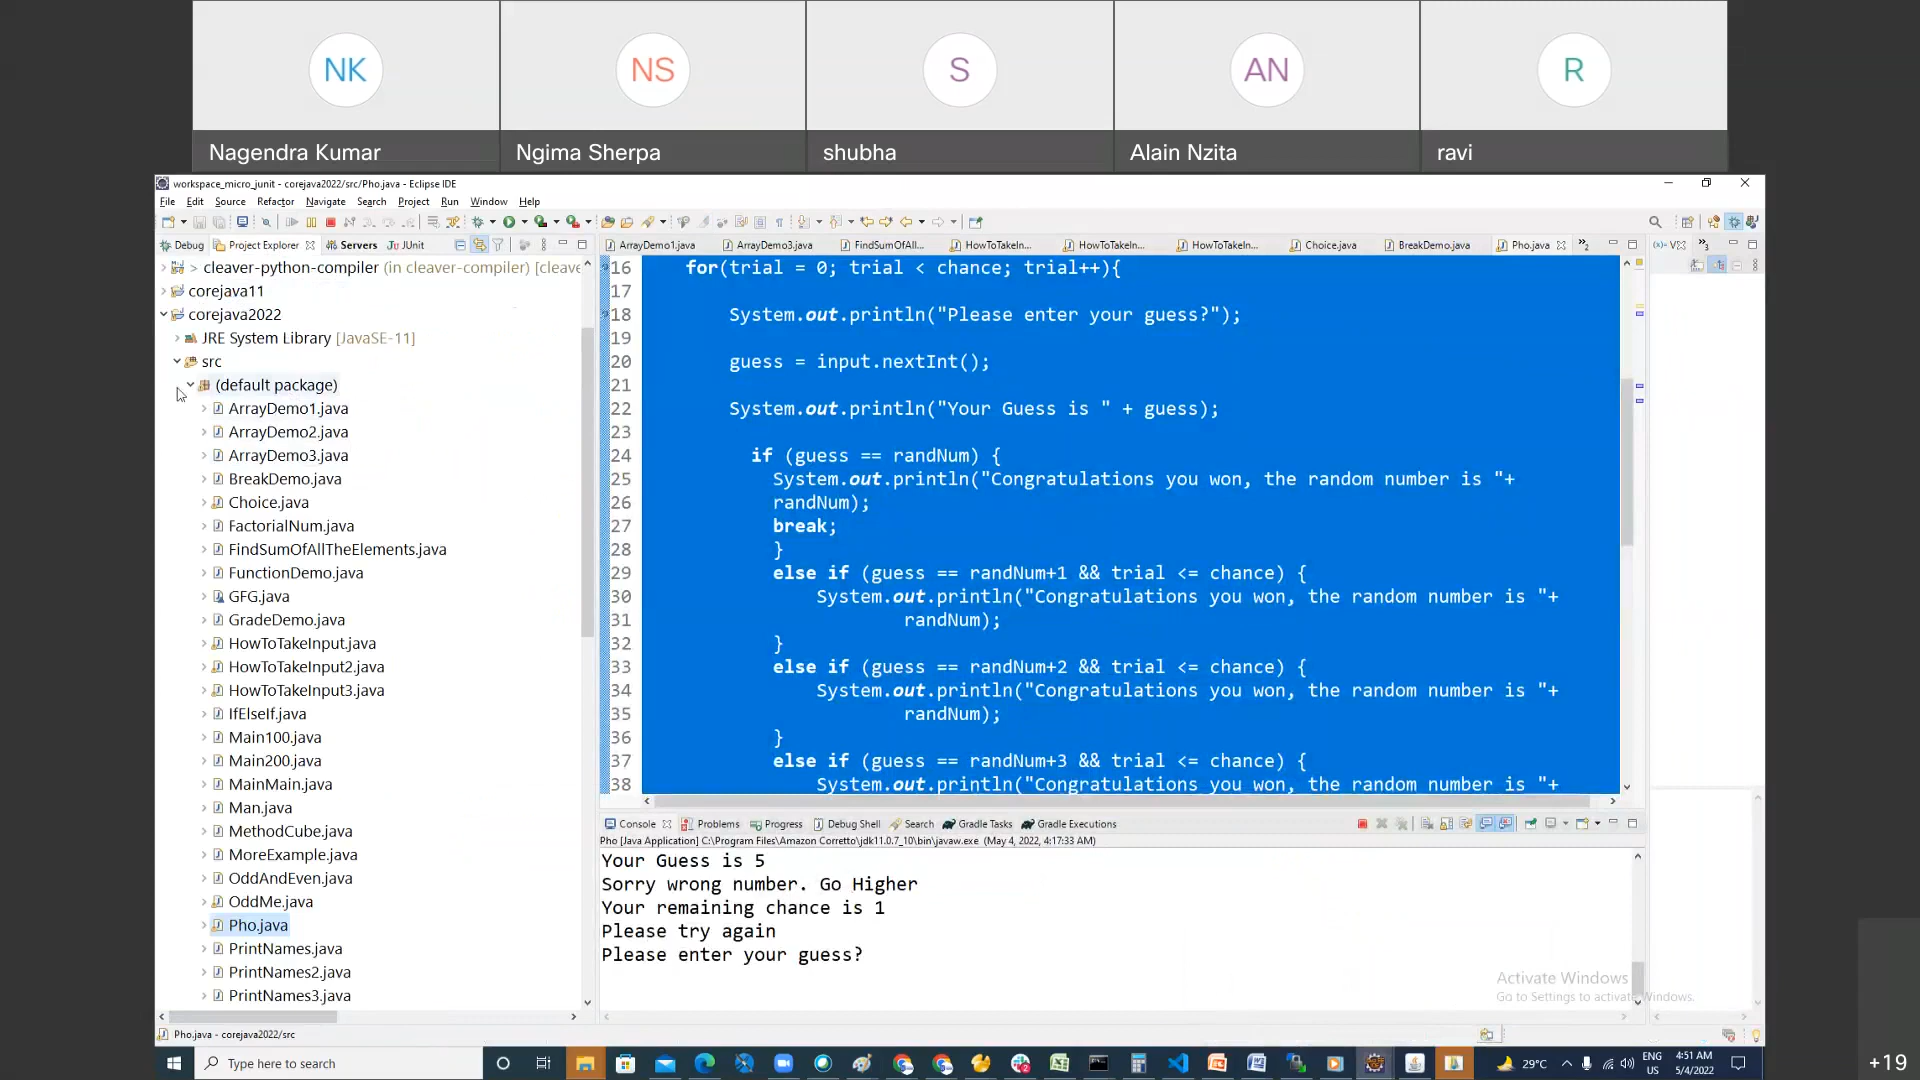 NK
NS
S
AN
R
Nagendra Kumar
Ngima Sherpa
shubha
Alain Nzita
ravi
workspace_micro_junit - corejava2022/src/Pho.java - Eclipse IDE
File Edit Source Refactor Navigate Search Project Run Window Help
Debug Project Explorer Servers JUnit
ArrayDemo1.java ArrayDemo3.java FindSumOfAll... HowToTakeIn... HowToTakeIn... HowToTakeIn... Choice.java BreakDemo.java Pho.java
> cleaver-python-compiler (in cleaver-compiler) [cleave
corejava11
corejava2022
JRE System Library [JavaSE-11]
src
(default package)
ArrayDemo1.java
ArrayDemo2.java
ArrayDemo3.java
BreakDemo.java
Choice.java
FactorialNum.java
FindSumOfAllTheElements.java
FunctionDemo.java
GFG.java
GradeDemo.java
HowToTakeInput.java
HowToTakeInput2.java
HowToTakeInput3.java
IfElseIf.java
Main100.java
Main200.java
MainMain.java
Man.java
MethodCube.java
MoreExample.java
OddAndEven.java
OddMe.java
Pho.java
PrintNames.java
PrintNames2.java
PrintNames3.java
16 for(trial = 0; trial < chance; trial++){
17
18 System.out.println("Please enter your guess?");
19
20 guess = input.nextInt();
21
22 System.out.println("Your Guess is " + guess);
23
24 if (guess == randNum) {
25 System.out.println("Congratulations you won, the random number is "+
26 randNum);
27 break;
28 }
29 else if (guess == randNum+1 && trial <= chance) {
30 System.out.println("Congratulations you won, the random number is "+
31 randNum);
32 }
33 else if (guess == randNum+2 && trial <= chance) {
34 System.out.println("Congratulations you won, the random number is "+
35 randNum);
36 }
37 else if (guess == randNum+3 && trial <= chance) {
38 System.out.println("Congratulations you won, the random number is "+
Console Problems Progress Debug Shell Search Gradle Tasks Gradle Executions
Pho [Java Application] C:\Program Files\Amazon Corretto\jdk11.0.7_10\bin\javaw.exe (May 4, 2022, 4:17:33 AM)
Your Guess is 5
Sorry wrong number. Go Higher
Your remaining chance is 1
Please try again
Please enter your guess?
Activate Windows
Go to Settings to activate Windows.
Pho.java - corejava2022/src
Type here to search
29°C
ENG
US
4:51 AM
5/4/2022
+19